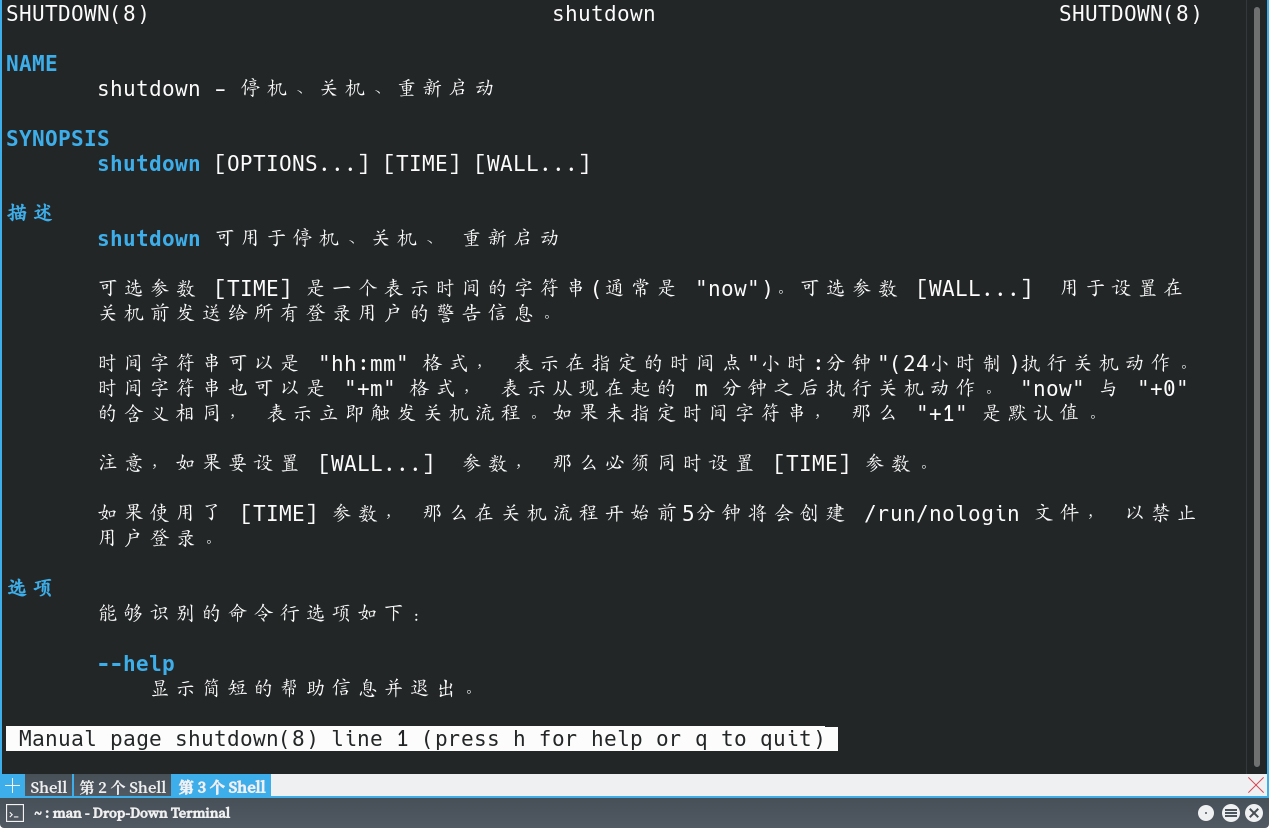 SHUTDOWN(8) shutdown SHUTDOWN(8)
NAME
shutdown - 停机、关机、重新启动
SYNOPSIS
shutdown [OPTIONS...] [TIME] [WALL...]
描述
shutdown 可用于停机、关机、 重新启动
可选参数 [TIME] 是一个表示时间的字符串(通常是 "now")。可选参数 [WALL...] 用于设置在
关机前发送给所有登录用户的警告信息。
时间字符串可以是 "hh:mm" 格式， 表示在指定的时间点"小时:分钟"(24小时制)执行关机动作。
时间字符串也可以是 "+m" 格式， 表示从现在起的 m 分钟之后执行关机动作。 "now" 与 "+0"
的含义相同， 表示立即触发关机流程。如果未指定时间字符串， 那么 "+1" 是默认值。
注意，如果要设置 [WALL...] 参数， 那么必须同时设置 [TIME] 参数。
如果使用了 [TIME] 参数， 那么在关机流程开始前5分钟将会创建 /run/nologin 文件， 以禁止
用户登录。
选项
能够识别的命令行选项如下：
--help
显示简短的帮助信息并退出。
Manual page shutdown(8) line 1 (press h for help or q to quit)
Shell 第 2 个 Shell 第 3 个 Shell
~ : man - Drop-Down Terminal